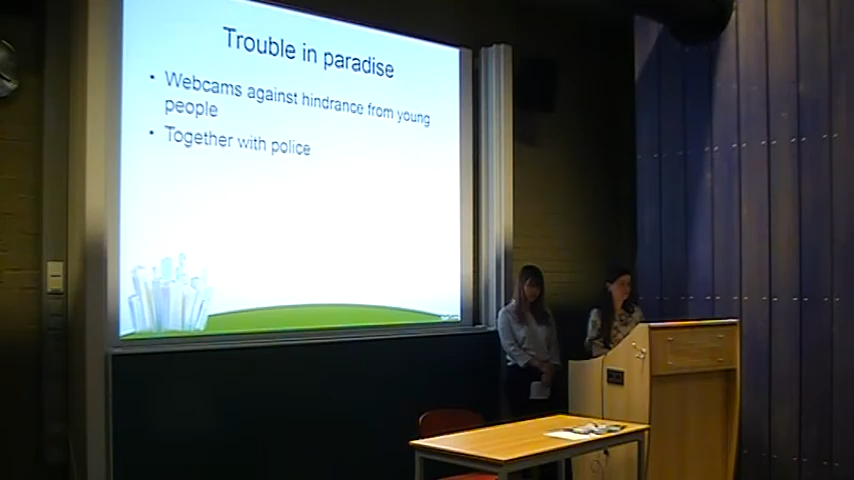 Trouble in paradise
• Webcams against hindrance from young
people
• Together with police